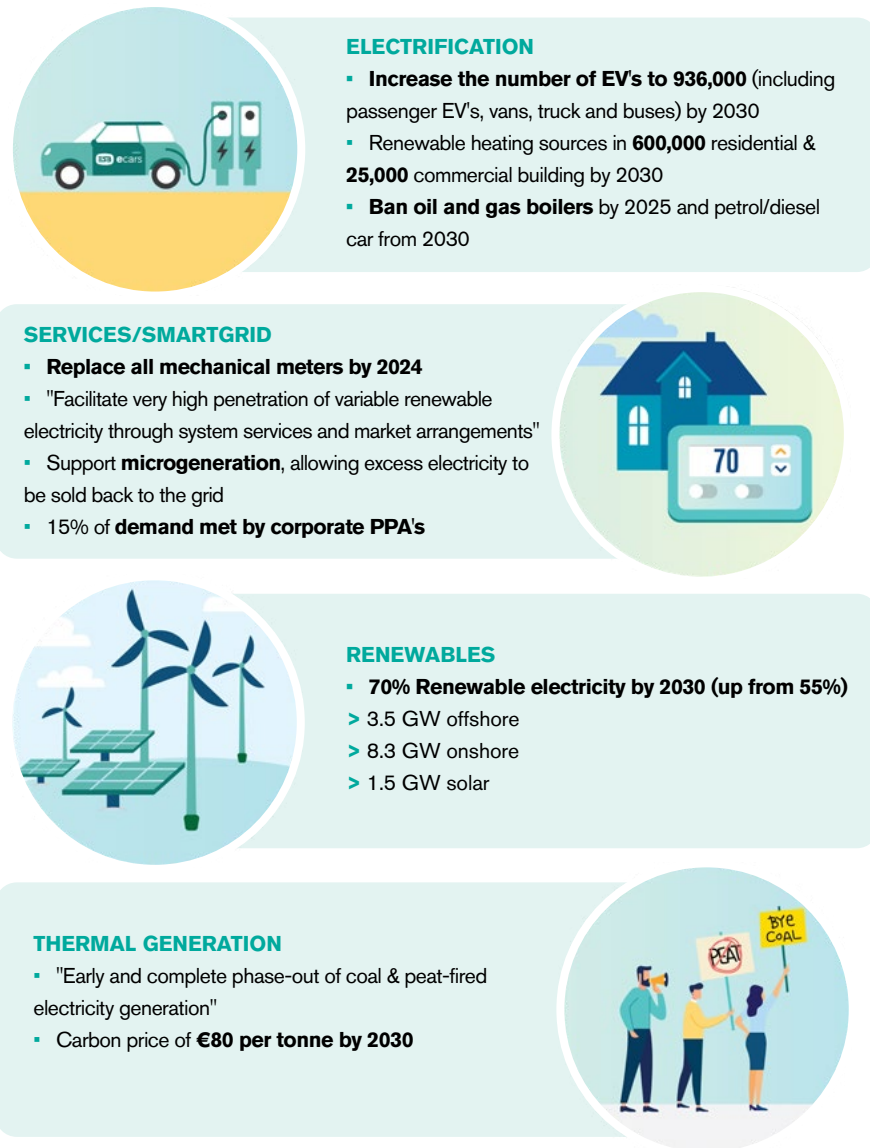 ELECTRIFICATION
▪ Increase the number of EV's to 936,000 (including
passenger EV's, vans, truck and buses) by 2030
▪ Renewable heating sources in 600,000 residential &
25,000 commercial building by 2030
▪ Ban oil and gas boilers by 2025 and petrol/diesel
car from 2030
ESB ecars
SERVICES/SMARTGRID
▪ Replace all mechanical meters by 2024
▪ "Facilitate very high penetration of variable renewable
electricity through system services and market arrangements"
▪ Support microgeneration, allowing excess electricity to
be sold back to the grid
▪ 15% of demand met by corporate PPA's
70
RENEWABLES
▪ 70% Renewable electricity by 2030 (up from 55%)
> 3.5 GW offshore
> 8.3 GW onshore
> 1.5 GW solar
THERMAL GENERATION
▪ "Early and complete phase-out of coal & peat-fired
electricity generation"
▪ Carbon price of €80 per tonne by 2030
PEAT
BYE
COAL